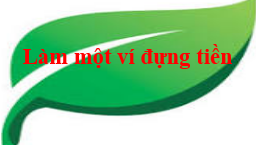 Làm một ví đựng tiền